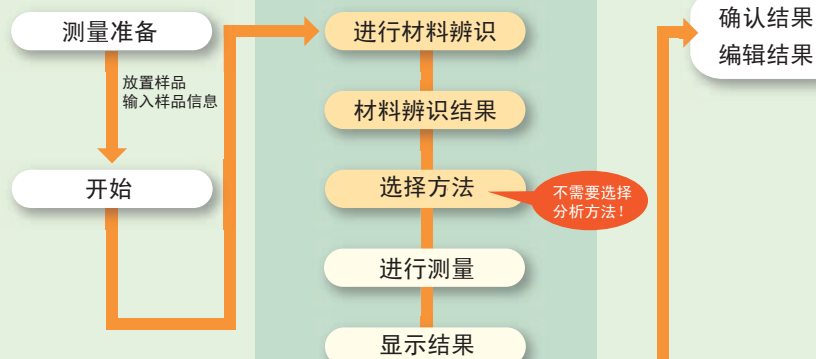 测量准备
放置样品
输入样品信息
开始
进行材料辨识
材料辨识结果
选择方法
不需要选择
分析方法！
进行测量
显示结果
确认结果
编辑结果